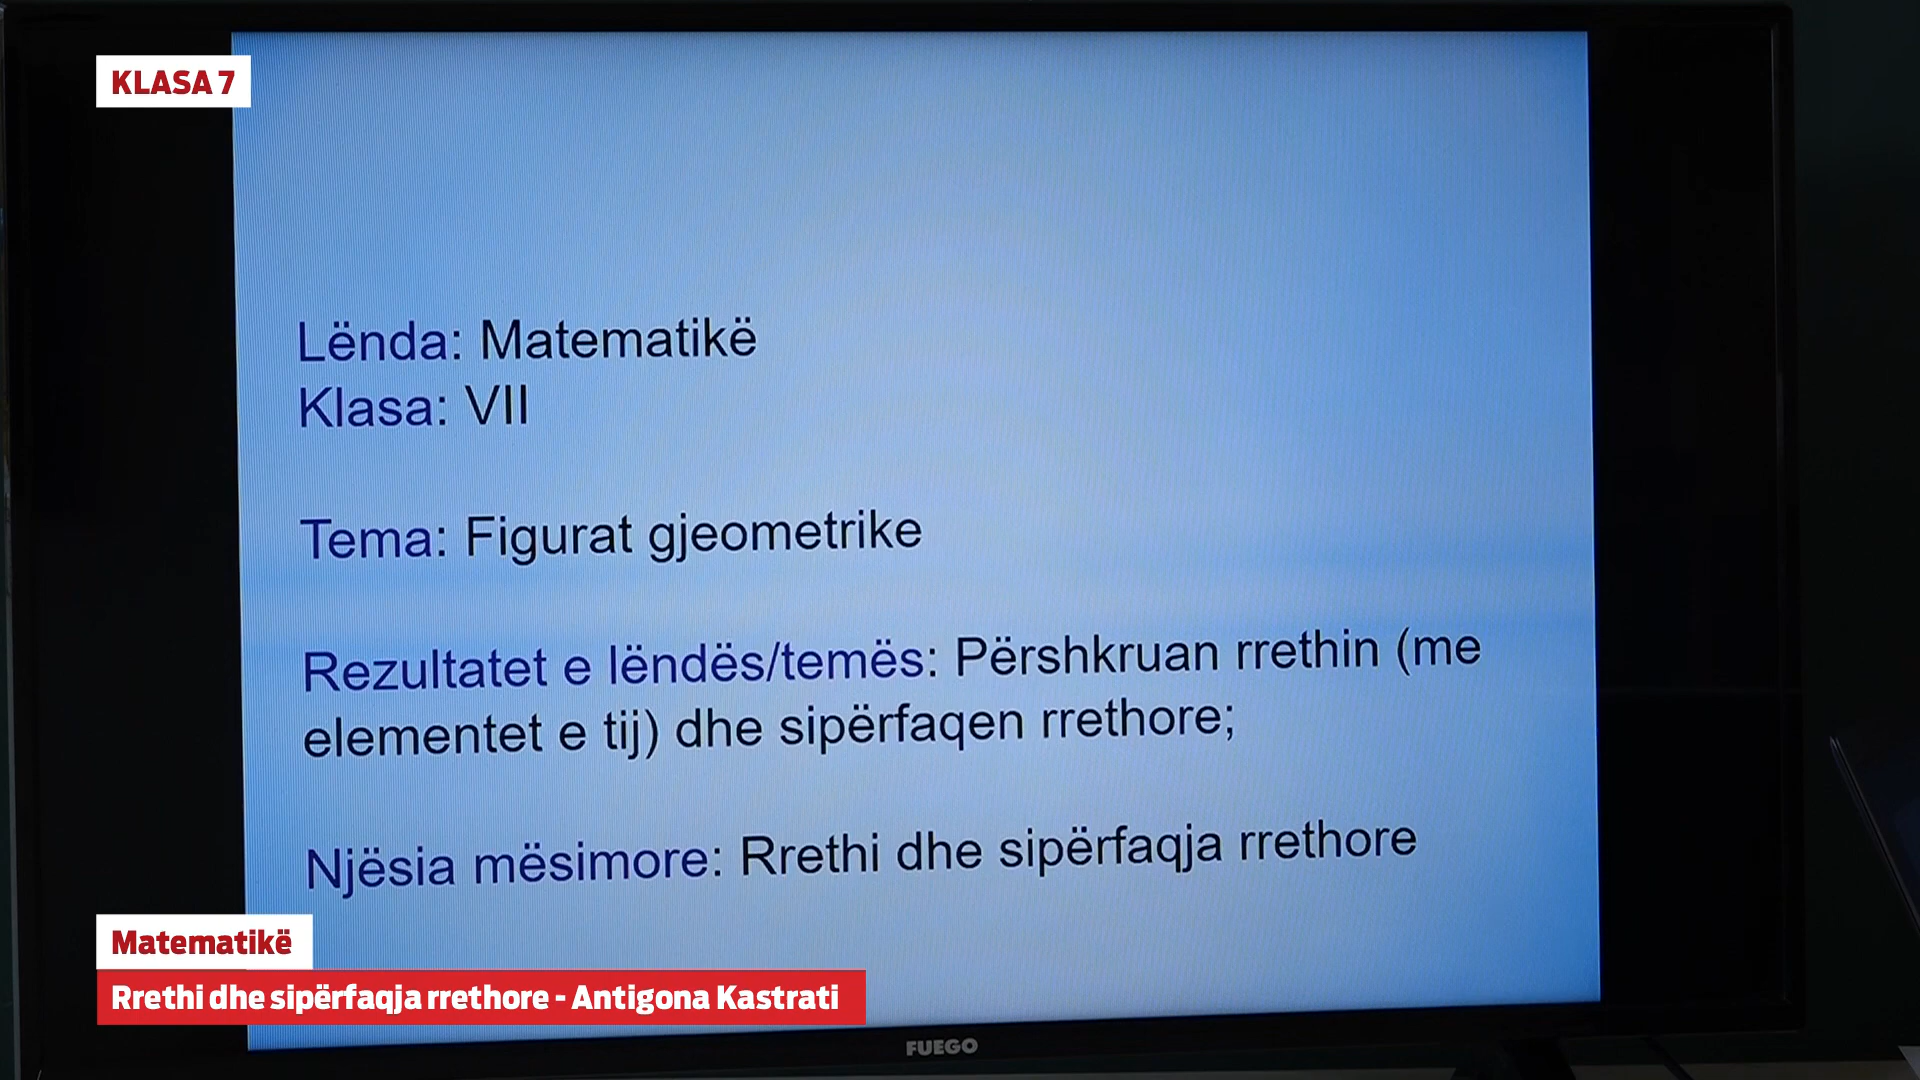 KLASA 7
Lënda: Matematikë
Klasa: VII
Tema: Figurat gjeometrike
Rezultatet e lëndës/temës: Përshkruan rrethin (me
elementet e tij) dhe sipërfaqen rrethore;
Njësia mësimore: Rrethi dhe sipërfaqja rrethore
Matematikë
Rrethi dhe sipërfaqja rrethore - Antigona Kastrati
FUEGO